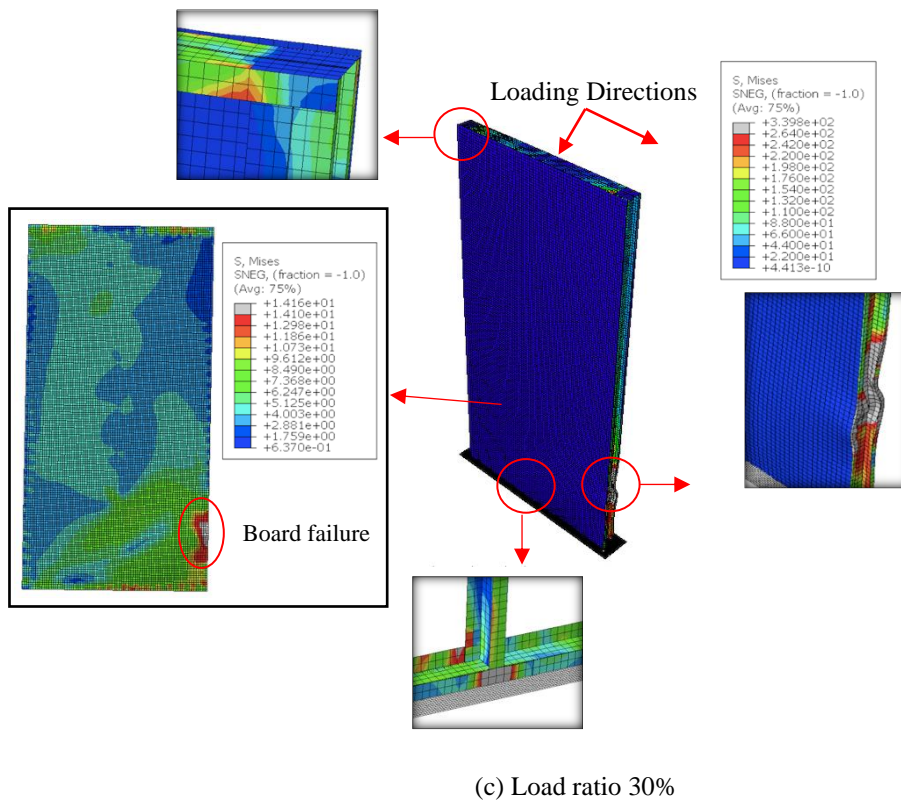 Loading Directions
S, Mises
SNEG, (fraction = -1.0)
(Avg: 75%)
+3.398e+02
+2.640e+02
+2.420e+02
+2.200e+02
+1.980e+02
+1.760e+02
+1.540e+02
+1.320e+02
+1.100e+02
+8.800e+01
+6.600e+01
+4.400e+01
+2.200e+01
+4.413e-10
S, Mises
SNEG, (fraction = -1.0)
(Avg: 75%)
+1.416e+01
+1.410e+01
+1.298e+01
+1.186e+01
+1.073e+01
+9.612e+00
+8.490e+00
+7.368e+00
+6.247e+00
+5.125e+00
+4.003e+00
+2.881e+00
+1.759e+00
+6.370e-01
Board failure
(c) Load ratio 30%